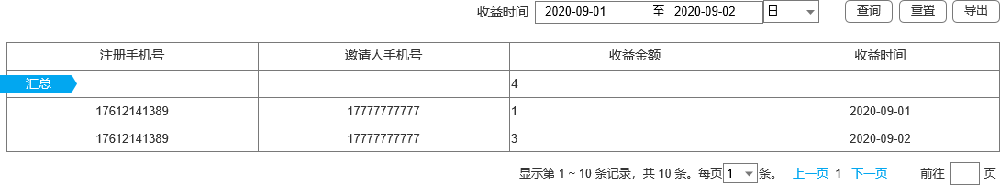 收益时间 2020-09-01 至 2020-09-02 日 查询 重置 导出
注册手机号 邀请人手机号 收益金额 收益时间
汇总 4
17612141389 17777777777 1 2020-09-01
17612141389 17777777777 3 2020-09-02
显示第 1 ~ 10 条记录，共 10 条。每页 1 条。 上一页 1 下一页 前往 页